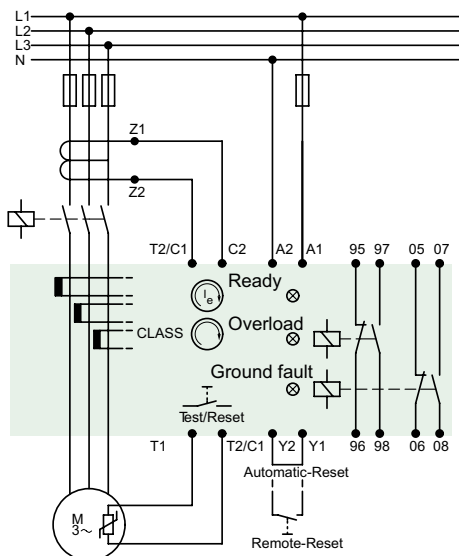 L1
L2
L3
N
Z1
Z2
T2/C1 C2 A2 A1 95 97 05 07
Ready
Ie
Overload
CLASS
Ground fault
Test/Reset
T1 T2/C1 Y2 Y1 96 98 06 08
Automatic-Reset
M
3~
Remote-Reset